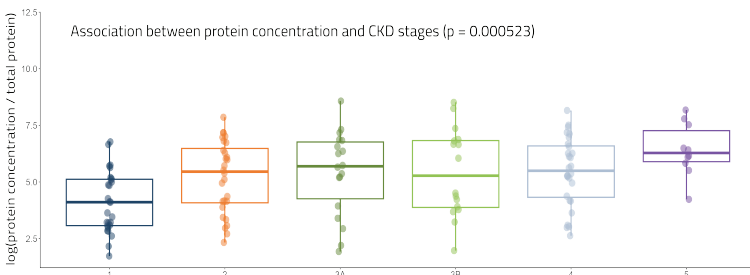 Association between protein concentration and CKD stages (p = 0.000523)
log(protein concentration / total protein)
12.5
10.0
7.5
5.0
2.5
1 2 3A 3B 4 5